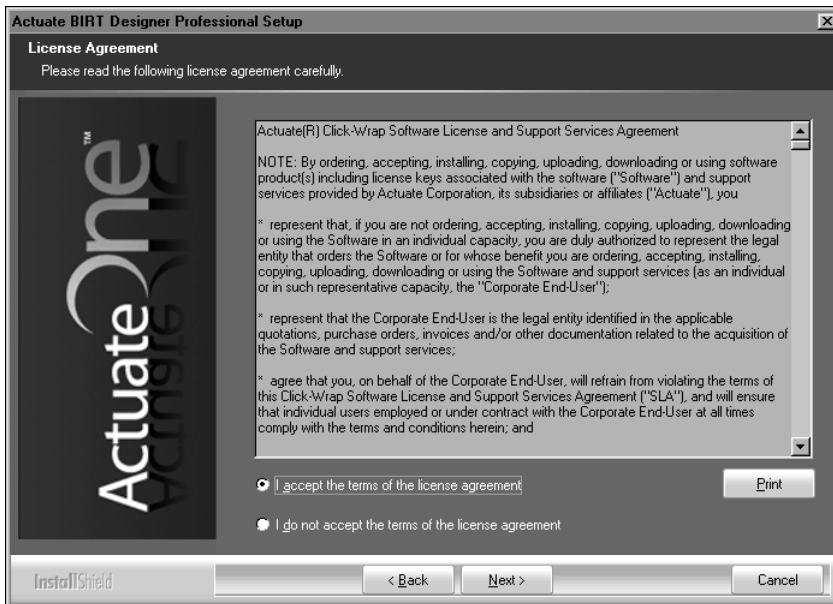 Actuate BIRT Designer Professional Setup
License Agreement
Please read the following license agreement carefully.
ActuateOne™
Actuate(R) Click-Wrap Software License and Support Services Agreement
NOTE: By ordering, accepting, installing, copying, uploading, downloading or using software
product(s) including license keys associated with the software ("Software") and support
services provided by Actuate Corporation, its subsidiaries or affiliates ("Actuate"), you
* represent that, if you are not ordering, accepting, installing, copying, uploading, downloading
or using the Software in an individual capacity, you are duly authorized to represent the legal
entity that orders the Software or for whose benefit you are ordering, accepting, installing,
copying, uploading, downloading or using the Software and support services (as an individual
or in such representative capacity, the "Corporate End-User");
* represent that the Corporate End-User is the legal entity identified in the applicable
quotations, purchase orders, invoices and/or other documentation related to the acquisition of
the Software and support services;
* agree that you, on behalf of the Corporate End-User, will refrain from violating the terms of
this Click-Wrap Software License and Support Services Agreement ("SLA"), and will ensure
that individual users employed or under contract with the Corporate End-User at all times
comply with the terms and conditions herein; and
I accept the terms of the license agreement
Print
I do not accept the terms of the license agreement
InstallShield
< Back
Next >
Cancel